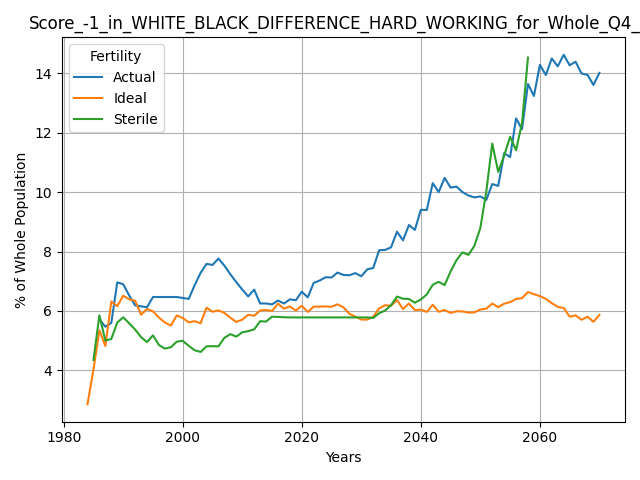 Score_-1_in_WHITE_BLACK_DIFFERENCE_HARD_WORKING_for_Whole_Q4_
Fertility
Actual
Ideal
Sterile
% of Whole Population
14
12
10
8
6
4
1980
2000
2020
2040
2060
Years